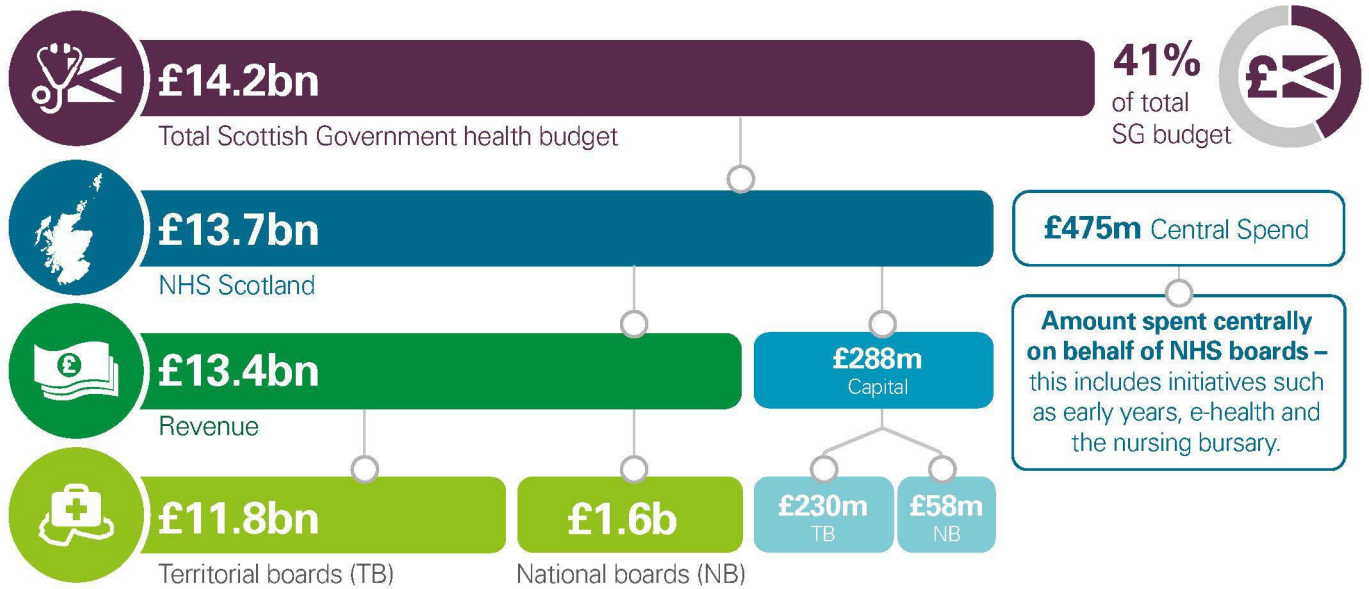 £14.2bn
Total Scottish Government health budget
41%
of total
SG budget
£
£13.7bn
NHS Scotland
£475m Central Spend
Amount spent centrally
on behalf of NHS boards –
this includes initiatives such
as early years, e-health and
the nursing bursary.
£
£13.4bn
Revenue
£288m
Capital
£11.8bn
Territorial boards (TB)
£1.6b
National boards (NB)
£230m
TB
£58m
NB